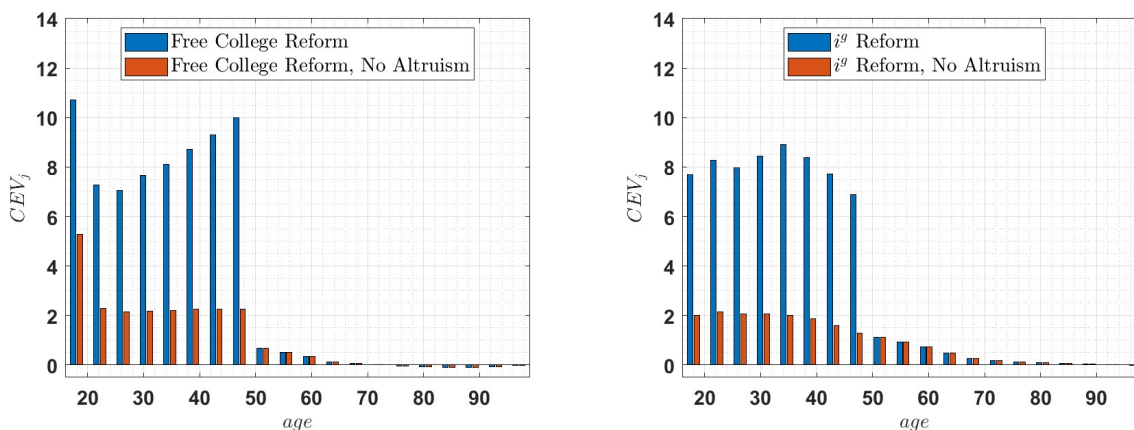 14
12
10
8
6
4
2
0
CEV_j
Free College Reform
Free College Reform, No Altruism
20 30 40 50 60 70 80 90
age
14
12
10
8
6
4
2
0
CEV_j
i^g Reform
i^g Reform, No Altruism
20 30 40 50 60 70 80 90
age